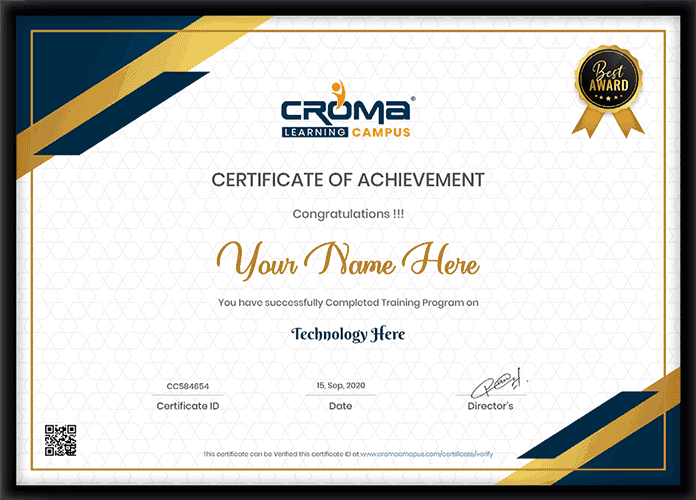 Best
AWARD
CROMA®
LEARNING CAMPUS
CERTIFICATE OF ACHIEVEMENT
Congratulations !!!
Your Name Here
You have successfully Completed Training Program on
Technology Here
CC584654
Certificate ID
15, Sep, 2020
Date
Director's
This certificate can be Verified this certificate ID at www.cromacampus.com/certificate/verify